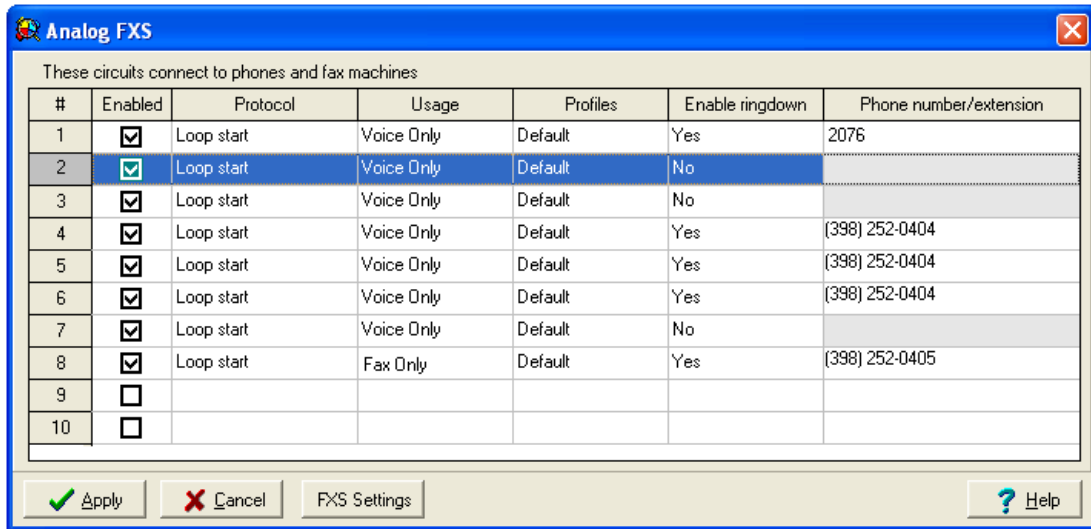 Analog FXS
These circuits connect to phones and fax machines
# Enabled Protocol Usage Profiles Enable ringdown Phone number/extension
1 Loop start Voice Only Default Yes 2076
2 Loop start Voice Only Default No
3 Loop start Voice Only Default No
4 Loop start Voice Only Default Yes (398) 252-0404
5 Loop start Voice Only Default Yes (398) 252-0404
6 Loop start Voice Only Default Yes (398) 252-0404
7 Loop start Voice Only Default No
8 Loop start Fax Only Default Yes (398) 252-0405
9
10
Apply Cancel FXS Settings Help